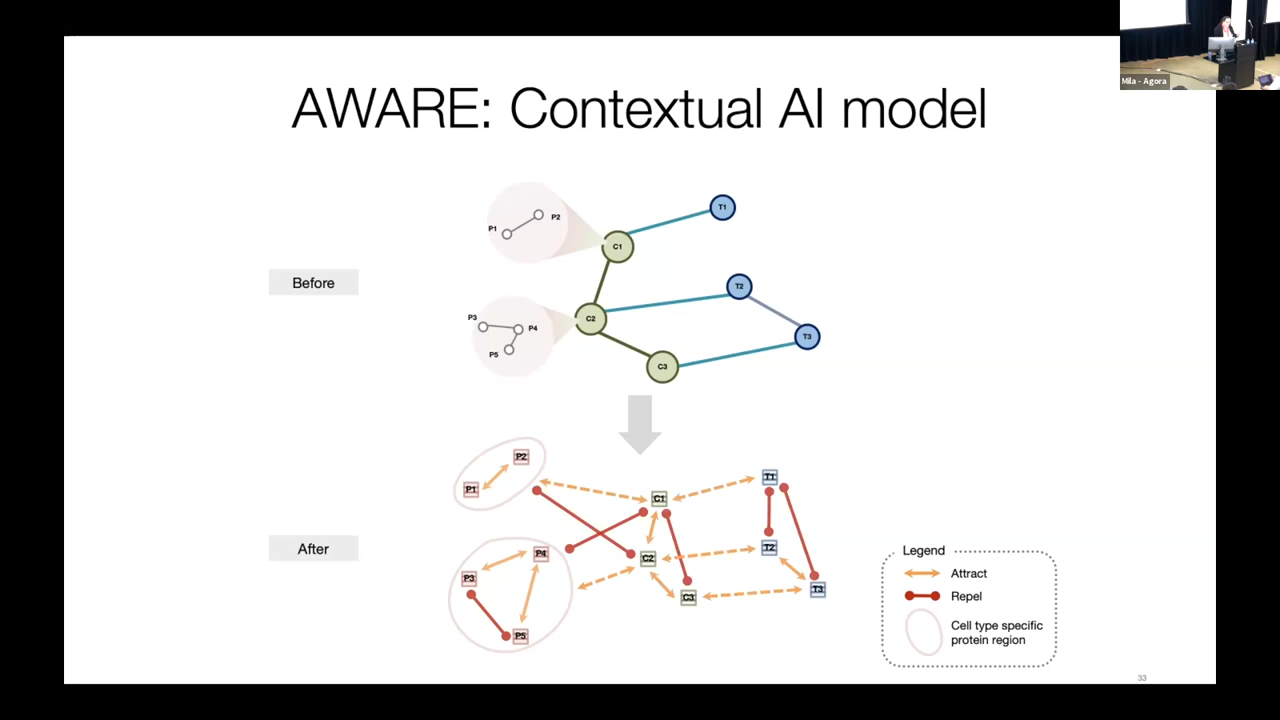 Mila - Agora
AWARE: Contextual AI model
Before
P1
P2
C1
T1
P3
P4
P5
C2
T2
C3
T3
After
P2
P1
C1
T1
P4
P3
P5
C2
T2
C3
T3
Legend
Attract
Repel
Cell type specific
protein region
33